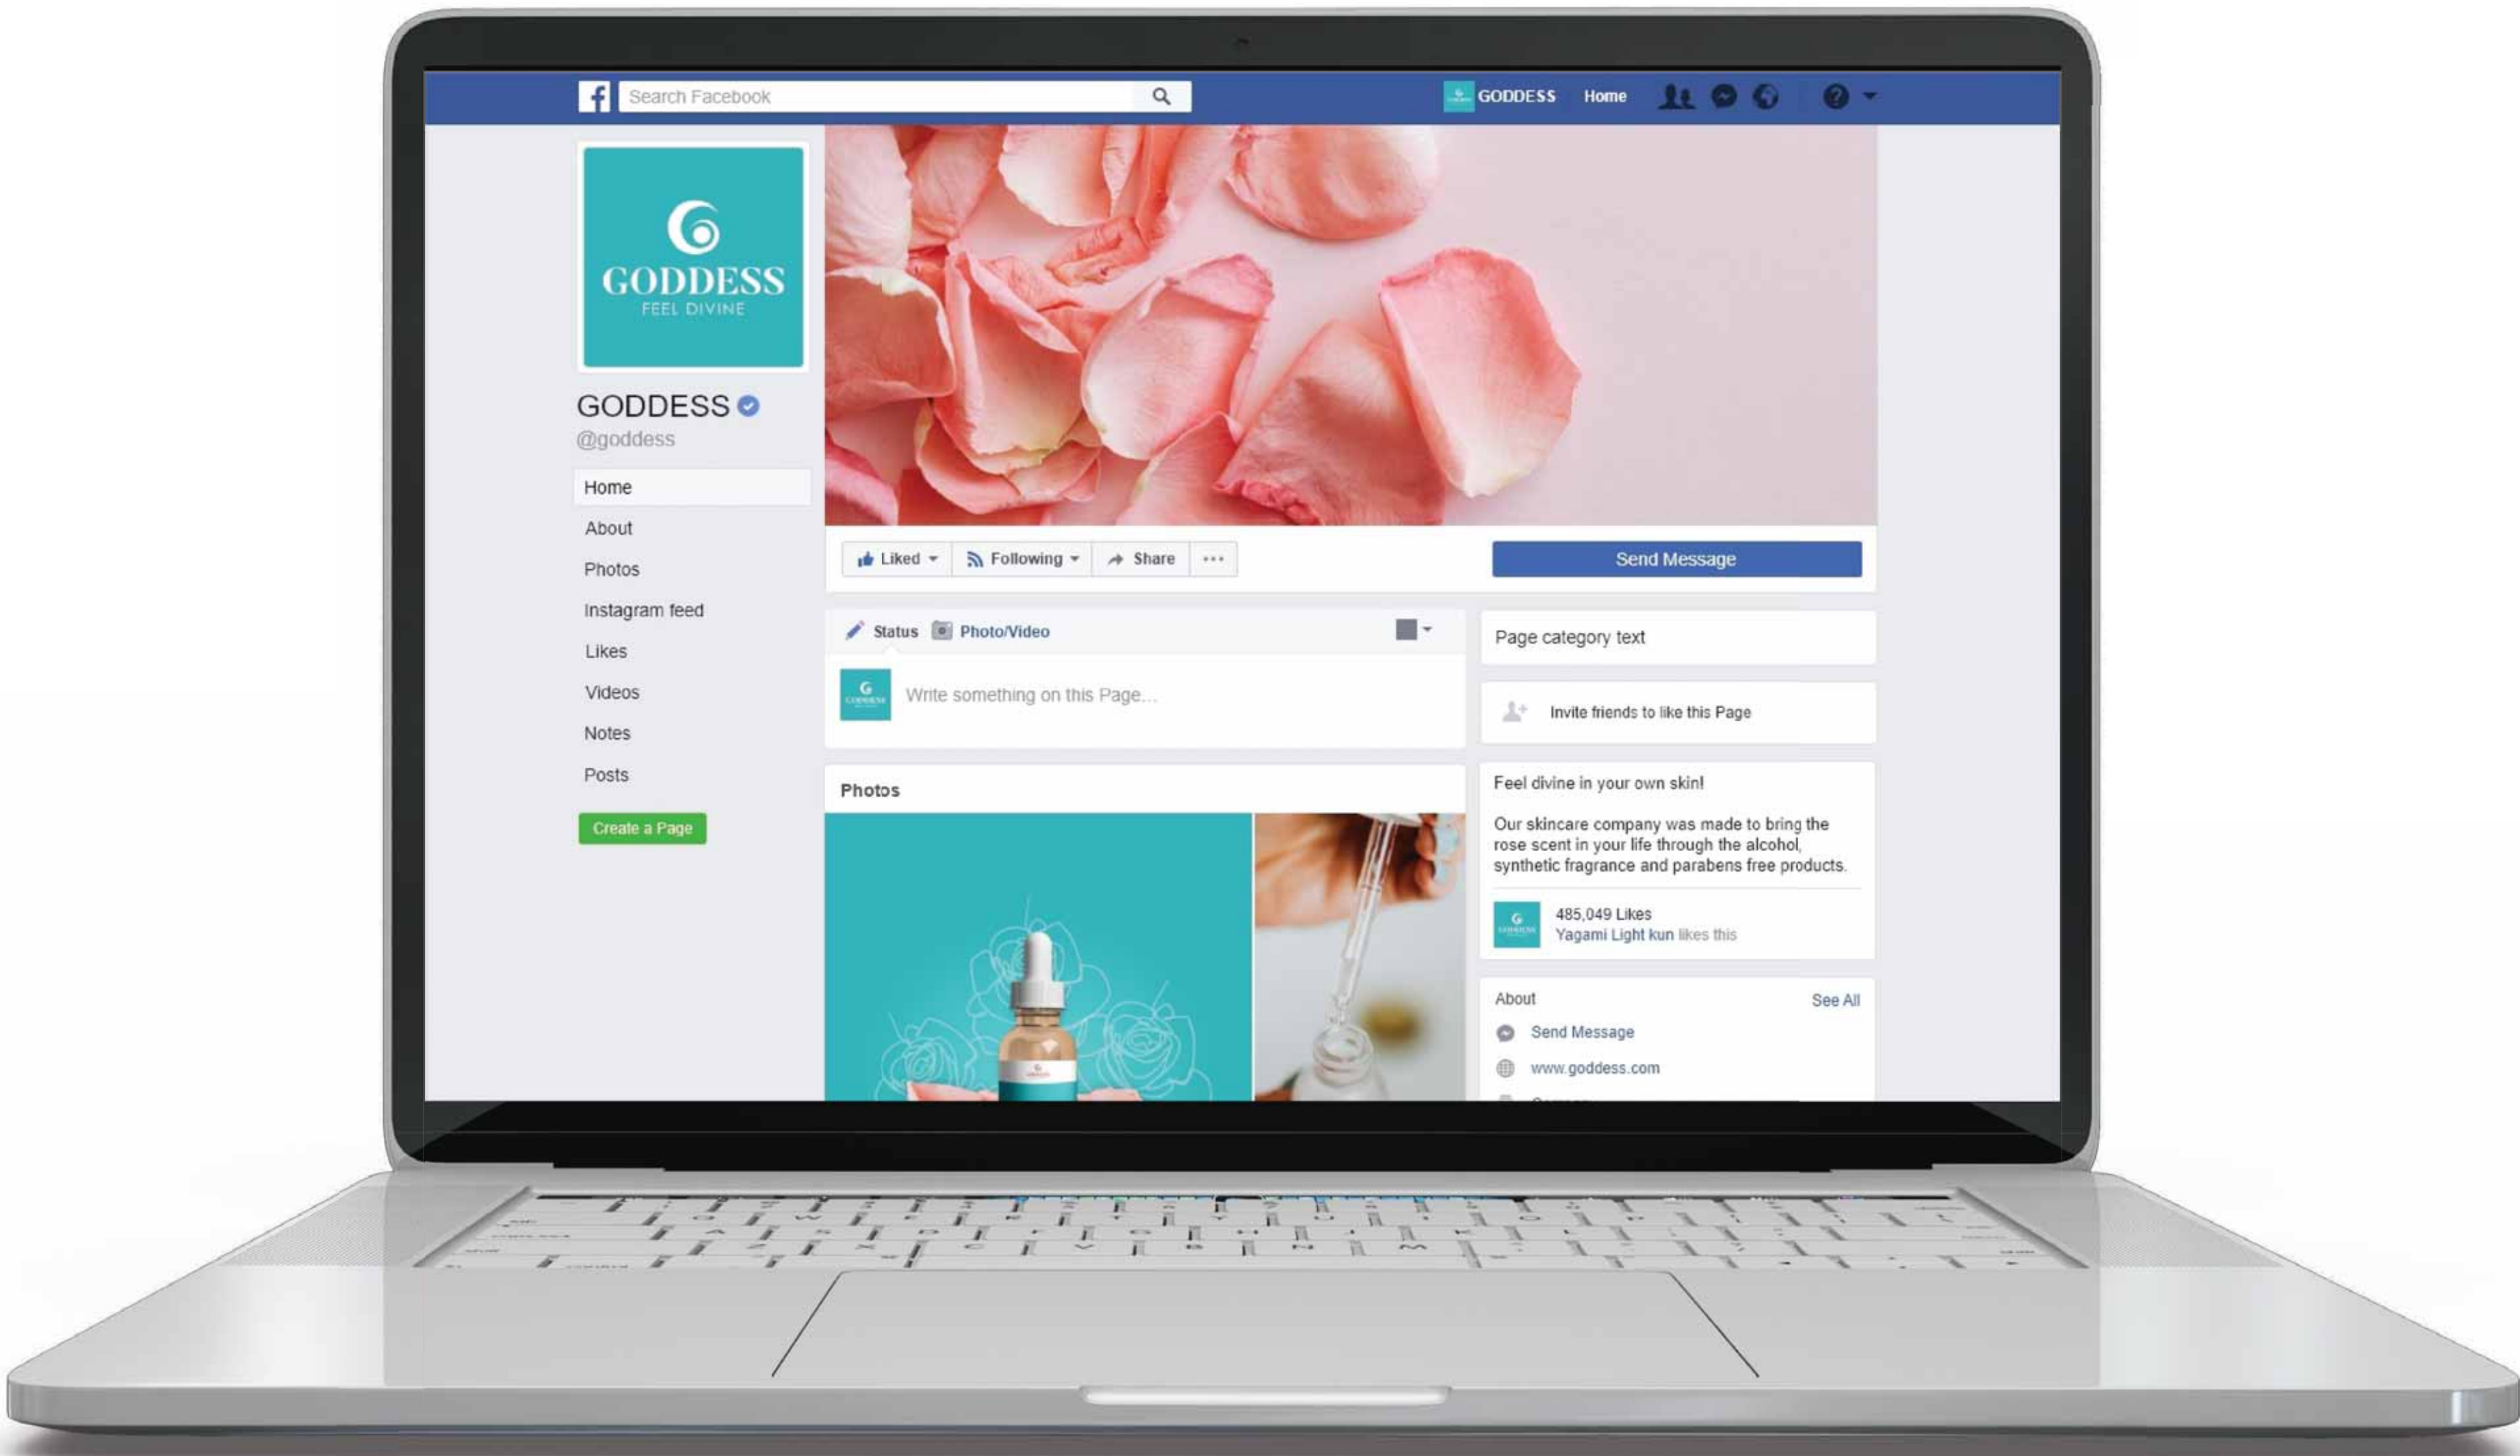 Search Facebook
GODDESS Home
GODDESS
FEEL DIVINE
GODDESS
@goddess
Home
About
Photos
Instagram feed
Likes
Videos
Notes
Posts
Create a Page
Liked Following Share
Send Message
Status Photo/Video
GODDESS
Write something on this Page...
Photos
Page category text
Invite friends to like this Page
Feel divine in your own skin!
Our skincare company was made to bring the
rose scent in your life through the alcohol,
synthetic fragrance and parabens free products.
485,049 Likes
Yagami Light kun likes this
About See All
Send Message
www.goddess.com